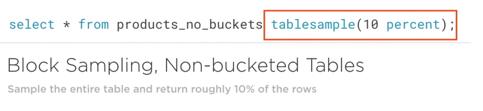 select * from products_no_buckets tablesample(10 percent);
Block Sampling, Non-bucketed Tables
Sample the entire table and return roughly 10% of the rows